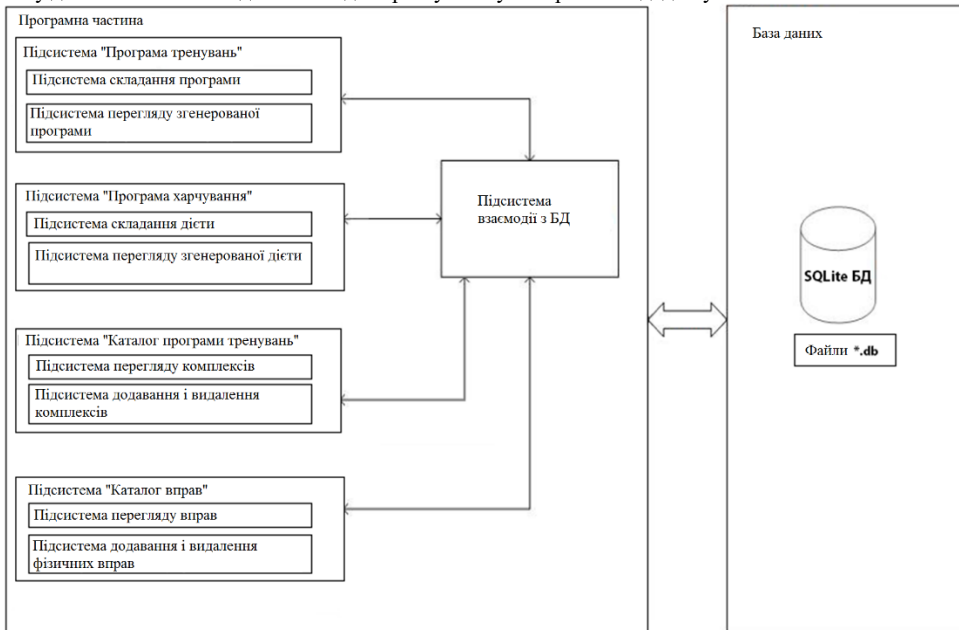 Програмна частина
Підсистема "Програма тренувань"
Підсистема складання програми
Підсистема перегляду згенерованої
програми
Підсистема "Програма харчування"
Підсистема складання дієти
Підсистема перегляду згенерованої дієти
Підсистема "Каталог програми тренувань"
Підсистема перегляду комплексів
Підсистема додавання і видалення
комплексів
Підсистема "Каталог вправ"
Підсистема перегляду вправ
Підсистема додавання і видалення
фізичних вправ
Підсистема
взаємодії з БД
База даних
SQLite БД
Файли *.db